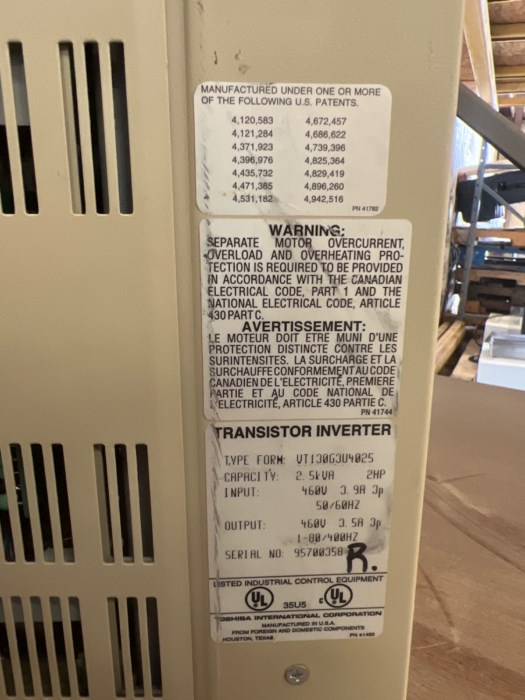 MANUFACTURED UNDER ONE OR MORE
OF THE FOLLOWING U.S. PATENTS.
4,120,583 4,672,457
4,121,284 4,686,622
4,371,923 4,739,396
4,396,976 4,825,364
4,435,732 4,829,419
4,471,385 4,896,260
4,531,182 4,942,516
PN 41782
WARNING:
SEPARATE MOTOR OVERCURRENT,
OVERLOAD AND OVERHEATING PRO-
TECTION IS REQUIRED TO BE PROVIDED
IN ACCORDANCE WITH THE CANADIAN
ELECTRICAL CODE, PART 1 AND THE
NATIONAL ELECTRICAL CODE, ARTICLE
430 PART C.
AVERTISSEMENT:
LE MOTEUR DOIT ETRE MUNI D'UNE
PROTECTION DISTINCTE CONTRE LES
SURINTENSITES. LA SURCHARGE ET LA
SURCHAUFFE CONFORMEMENT AU CODE
CANADIEN DE L'ELECTRICITÉ, PREMIERE
PARTIE ET AU CODE NATIONAL DE
L'ELECTRICITÉ, ARTICLE 430 PARTIE C.
PN 41744
TRANSISTOR INVERTER
TYPE FORM: VT130G3U4025
CAPACITY: 2.5kVA 2HP
INPUT: 460V 3.9A 3p
50/60HZ
OUTPUT: 460V 3.5A 3p
1-80/400HZ
SERIAL NO: 95700358 R.
LISTED INDUSTRIAL CONTROL EQUIPMENT
UL 35U5 c UL
TOSHIBA INTERNATIONAL CORPORATION
MANUFACTURED IN U.S.A.
FROM FOREIGN AND DOMESTIC COMPONENTS
HOUSTON, TEXAS